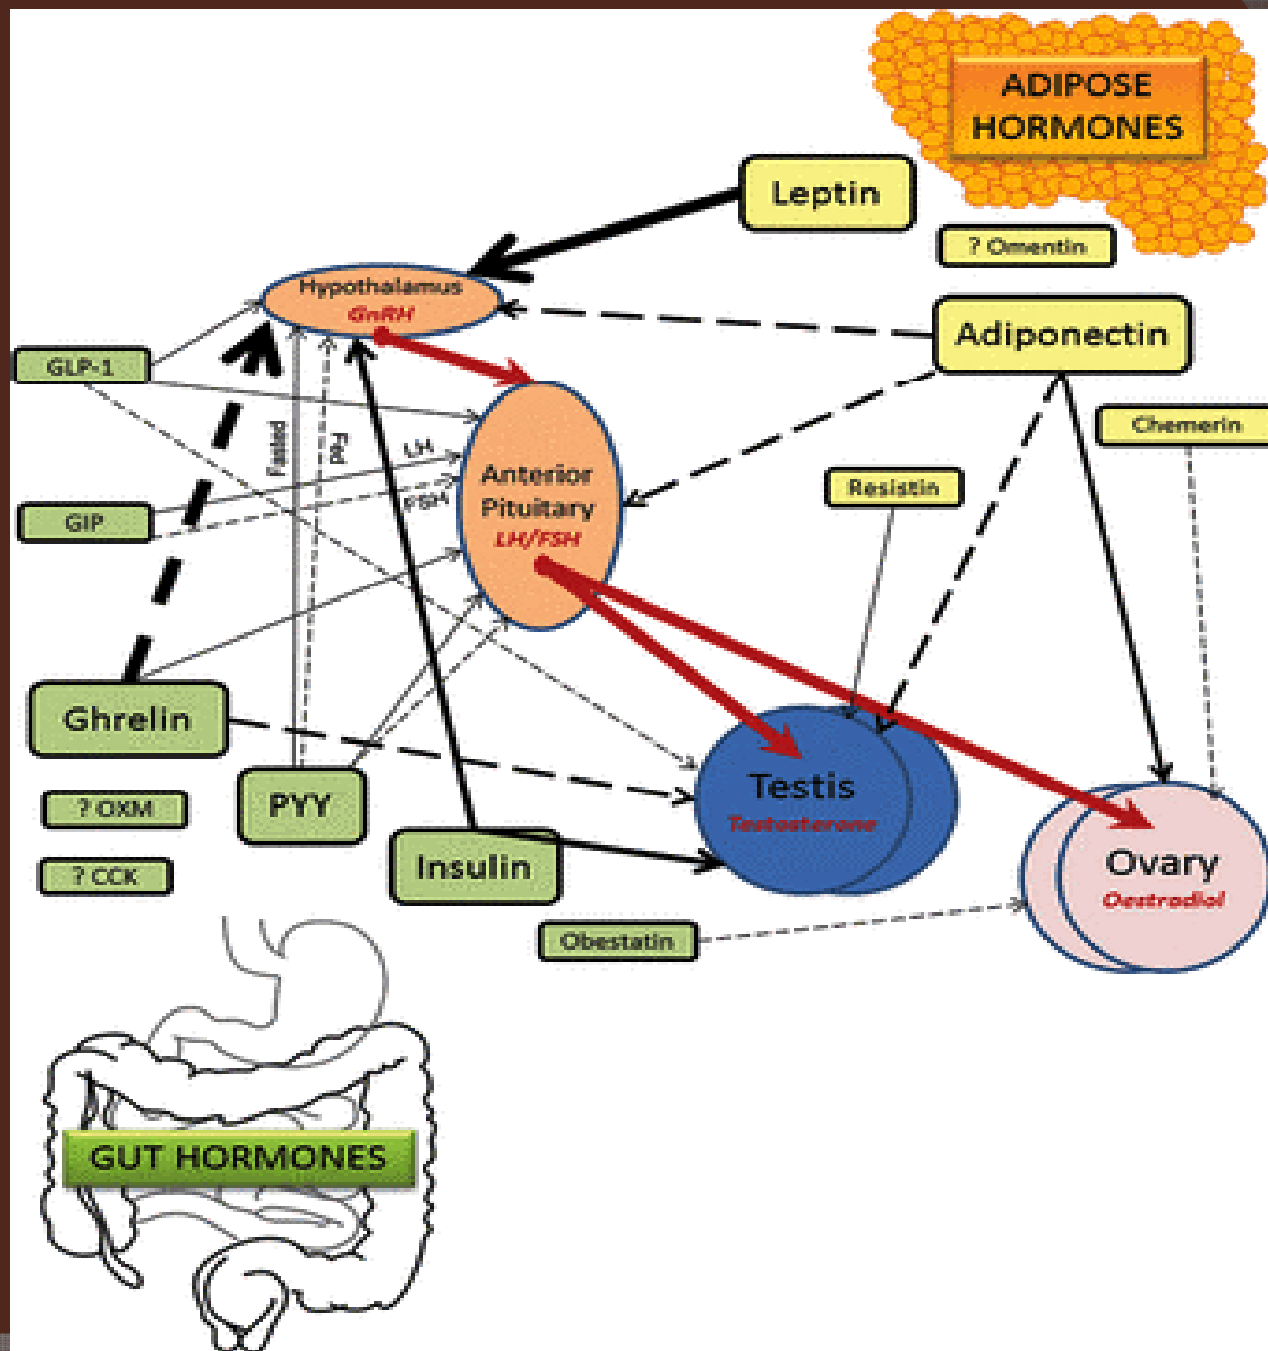 ADIPOSE
HORMONES
Leptin
? Omentin
Hypothalamus
GnRH
Adiponectin
GLP-1
Chemerin
Fasted
Fed
LH
FSH
Anterior
Pituitary
LH/FSH
Resistin
GIP
Ghrelin
Testis
Testosterone
? OXM
PYY
Insulin
Ovary
Oestradiol
? CCK
Obestatin
GUT HORMONES